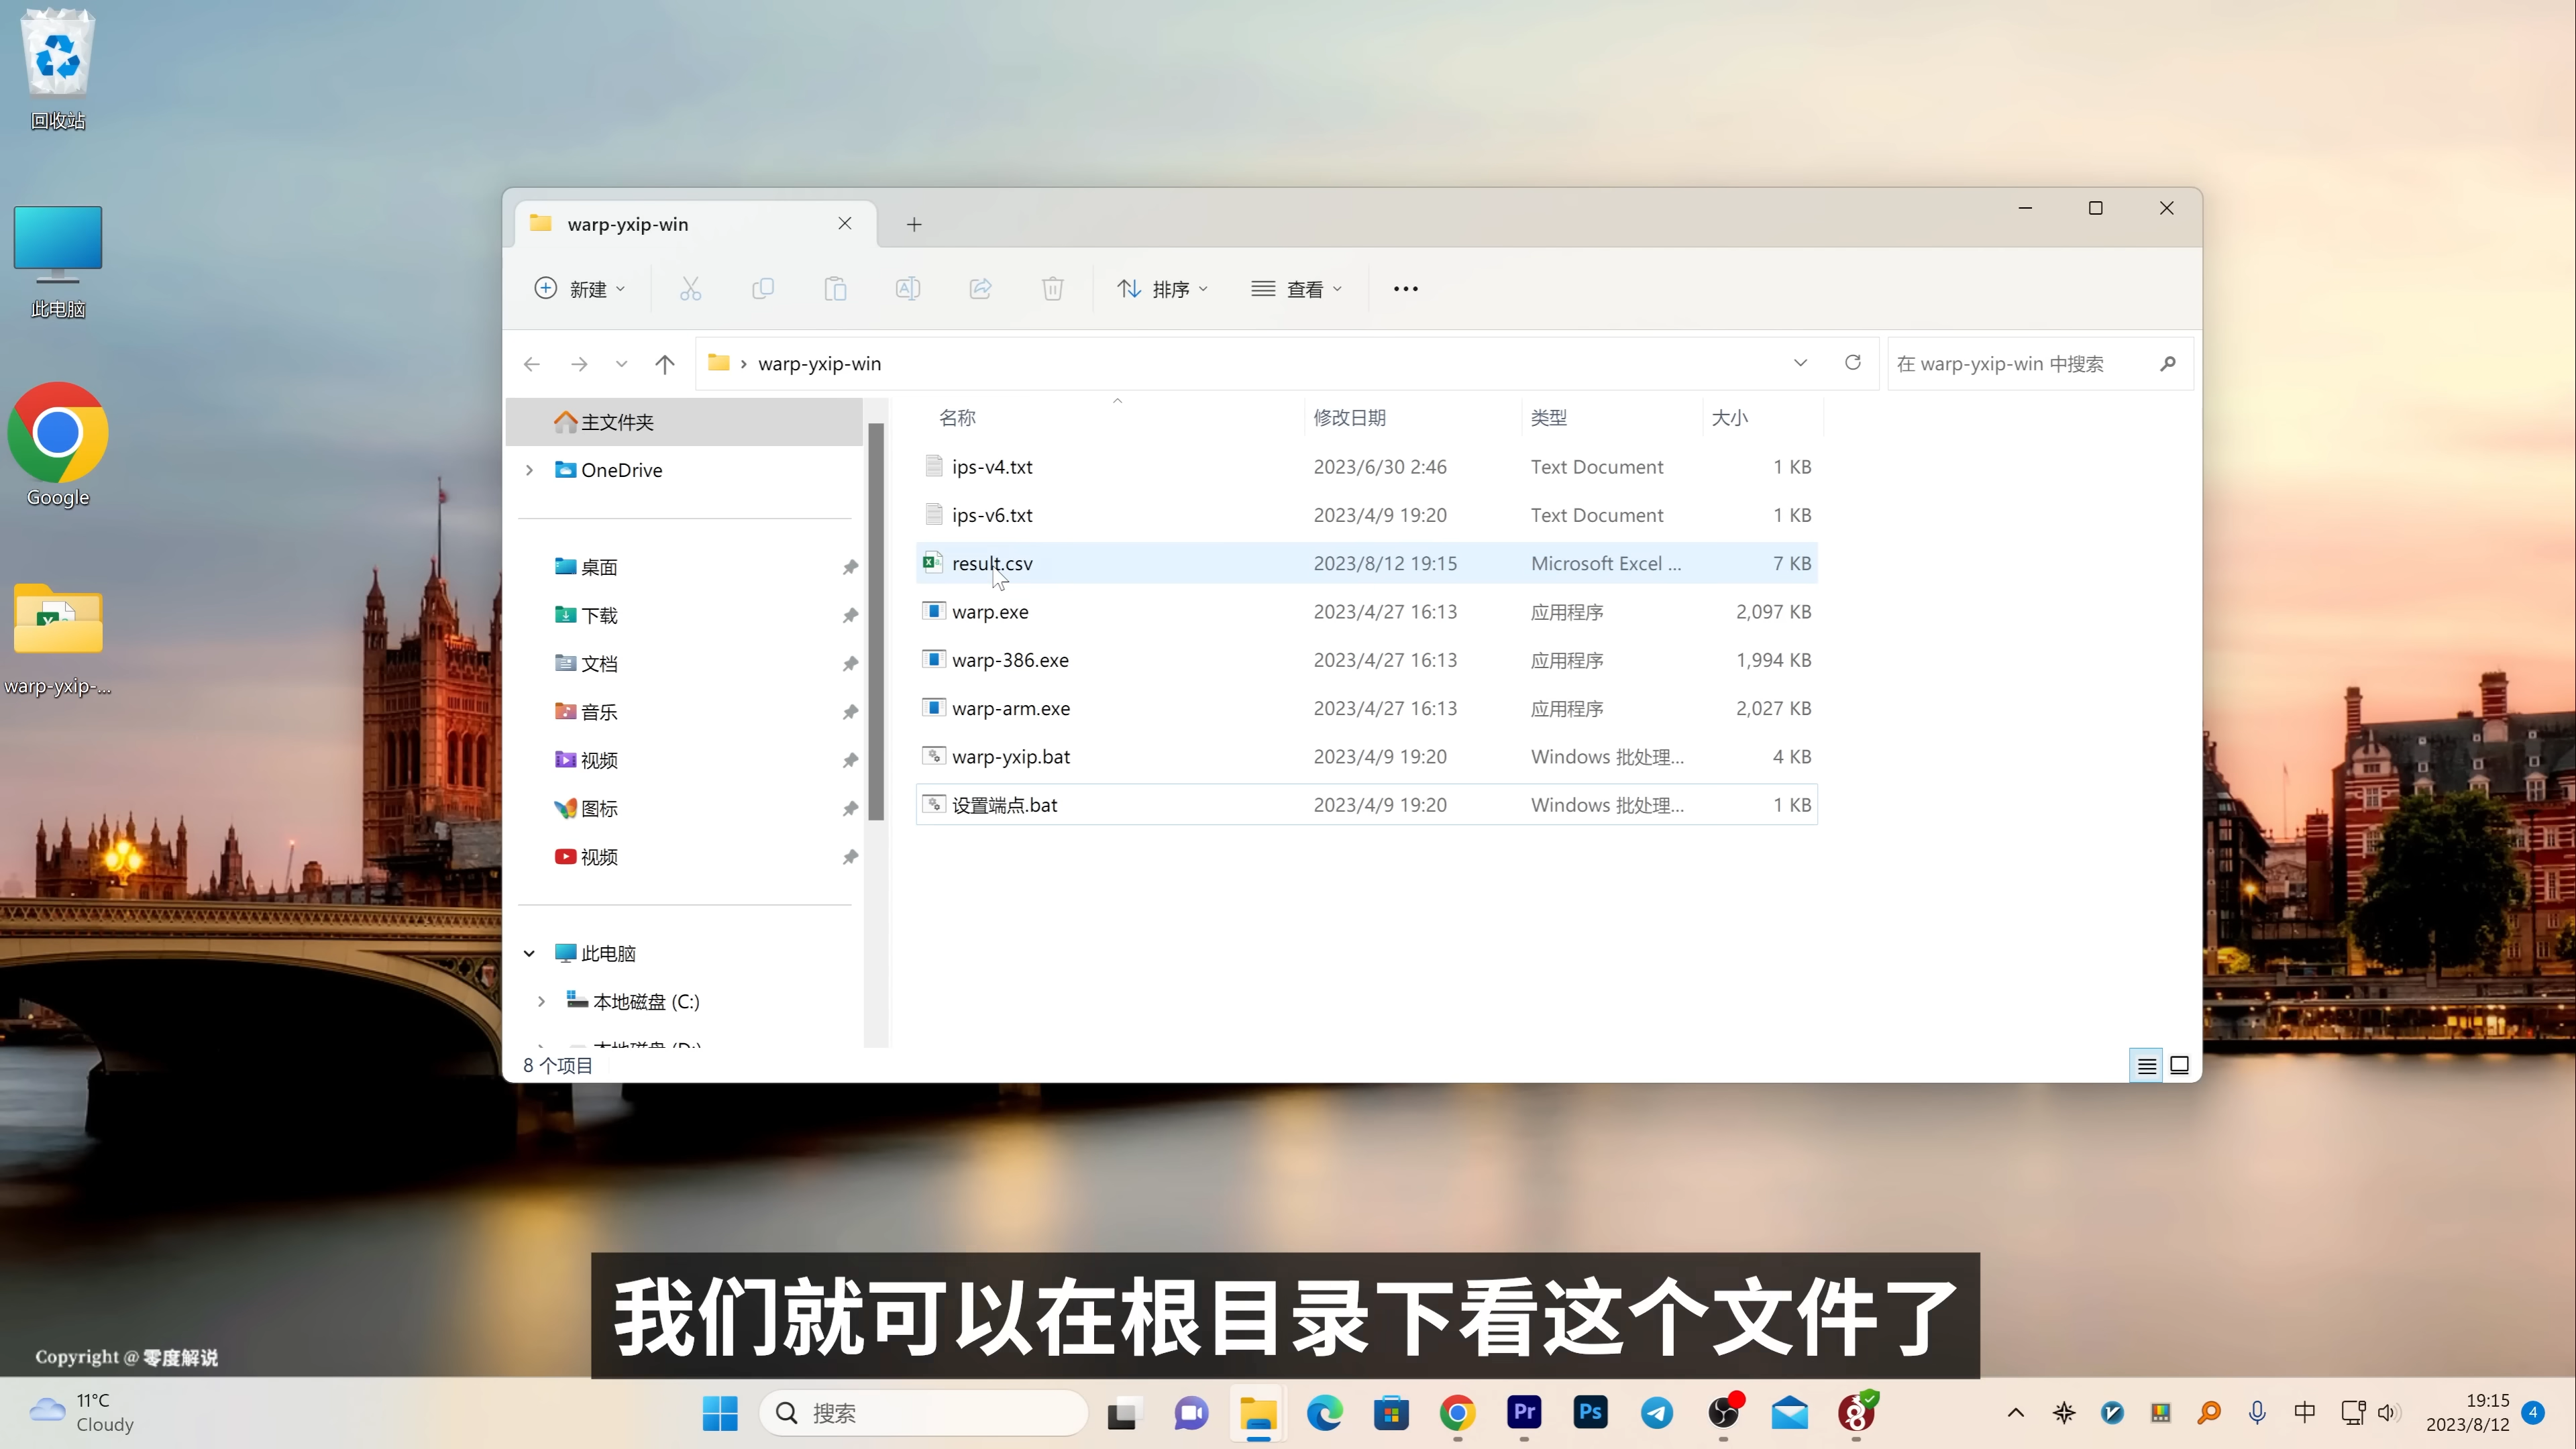 回收站
此电脑
Google
warp-yxip-...
warp-yxip-win
新建
排序
查看
warp-yxip-win
在 warp-yxip-win 中搜索
主文件夹
OneDrive
桌面
下载
文档
音乐
视频
图标
视频
此电脑
本地磁盘 (C:)
本地磁盘 (D:)
名称 修改日期 类型 大小
ips-v4.txt 2023/6/30 2:46 Text Document 1 KB
ips-v6.txt 2023/4/9 19:20 Text Document 1 KB
result.csv 2023/8/12 19:15 Microsoft Excel ... 7 KB
warp.exe 2023/4/27 16:13 应用程序 2,097 KB
warp-386.exe 2023/4/27 16:13 应用程序 1,994 KB
warp-arm.exe 2023/4/27 16:13 应用程序 2,027 KB
warp-yxip.bat 2023/4/9 19:20 Windows 批处理... 4 KB
设置端点.bat 2023/4/9 19:20 Windows 批处理... 1 KB
8 个项目
我们就可以在根目录下看这个文件了
Copyright @ 零度解说
11°C
Cloudy
搜索
Pr
Ps
中
19:15
2023/8/12
4